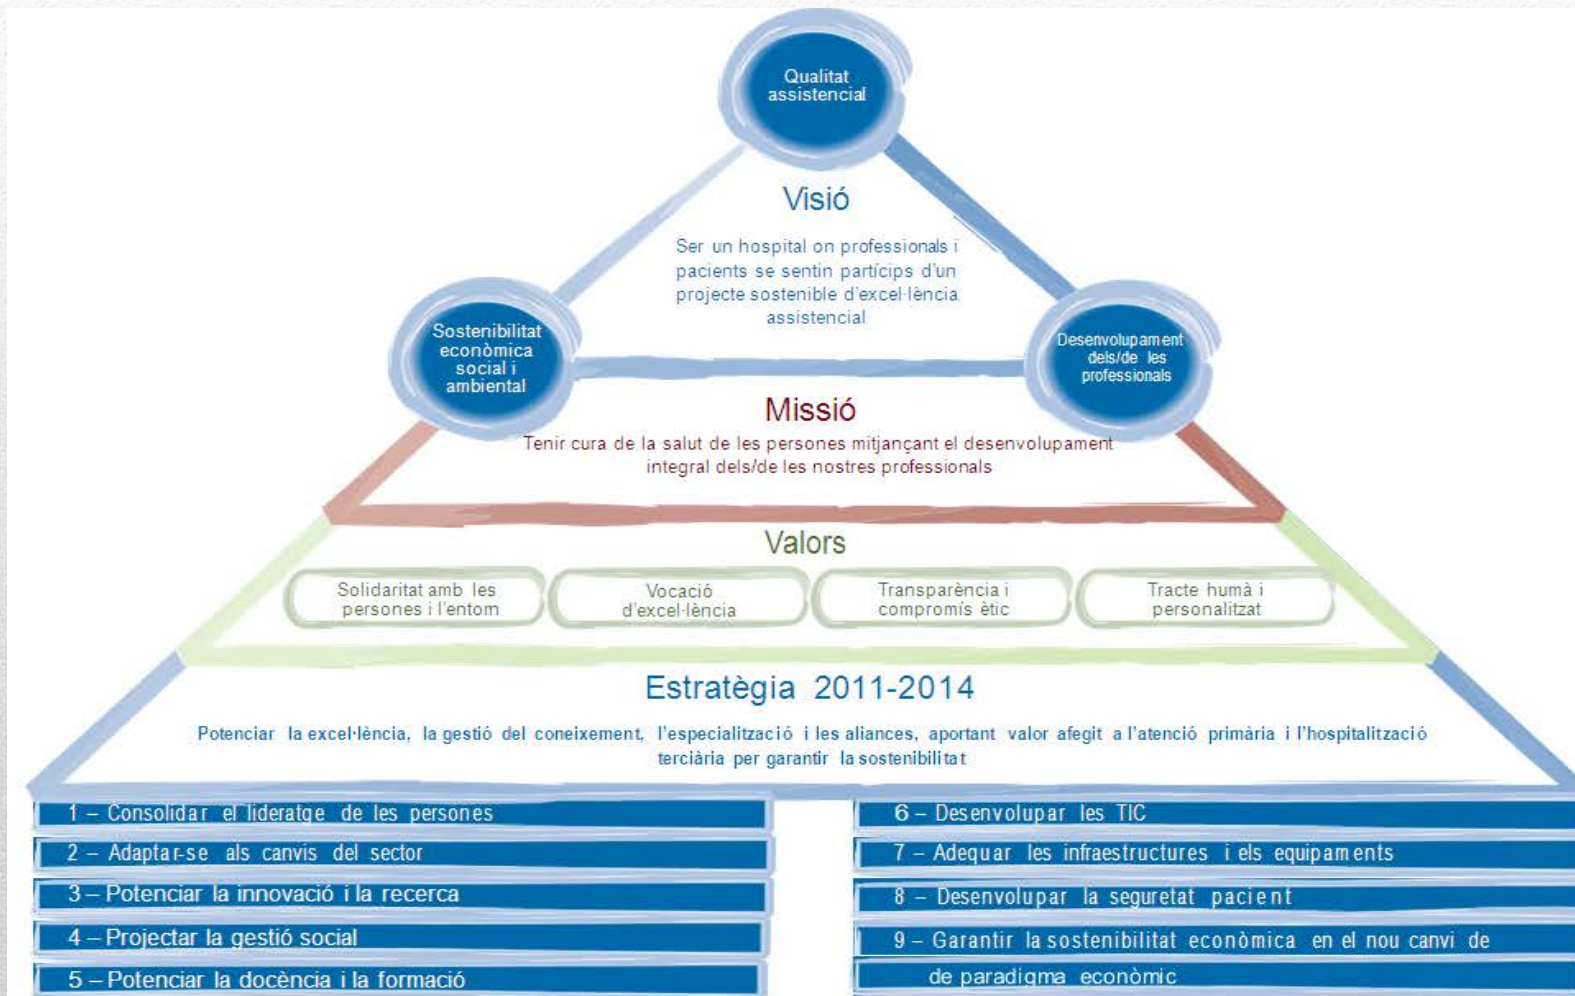 Qualitat
assistencial
Visió
Ser un hospital on professionals i
pacients se sentin partícips d'un
projecte sostenible d'excel·lència
assistencial
Sostenibilitat
econòmica
social i
ambiental
Desenvolupament
dels/de les
professionals
Missió
Tenir cura de la salut de les persones mitjançant el desenvolupament
integral dels/de les nostres professionals
Valors
Solidaritat amb les
persones i l'entorn
Vocació
d'excel·lència
Transparència i
compromís ètic
Tracte humà i
personalitzat
Estratègia 2011-2014
Potenciar la excel·lència, la gestió del coneixement, l'especialització i les aliances, aportant valor afegit a l'atenció primària i l'hospitalització
terciària per garantir la sostenibilitat
1 – Consolidar el lideratge de les persones
2 – Adaptar-se als canvis del sector
3 – Potenciar la innovació i la recerca
4 – Projectar la gestió social
5 – Potenciar la docència i la formació
6 – Desenvolupar les TIC
7 – Adequar les infraestructures i els equipaments
8 – Desenvolupar la seguretat pacient
9 – Garantir la sostenibilitat econòmica en el nou canvi de
de paradigma econòmic